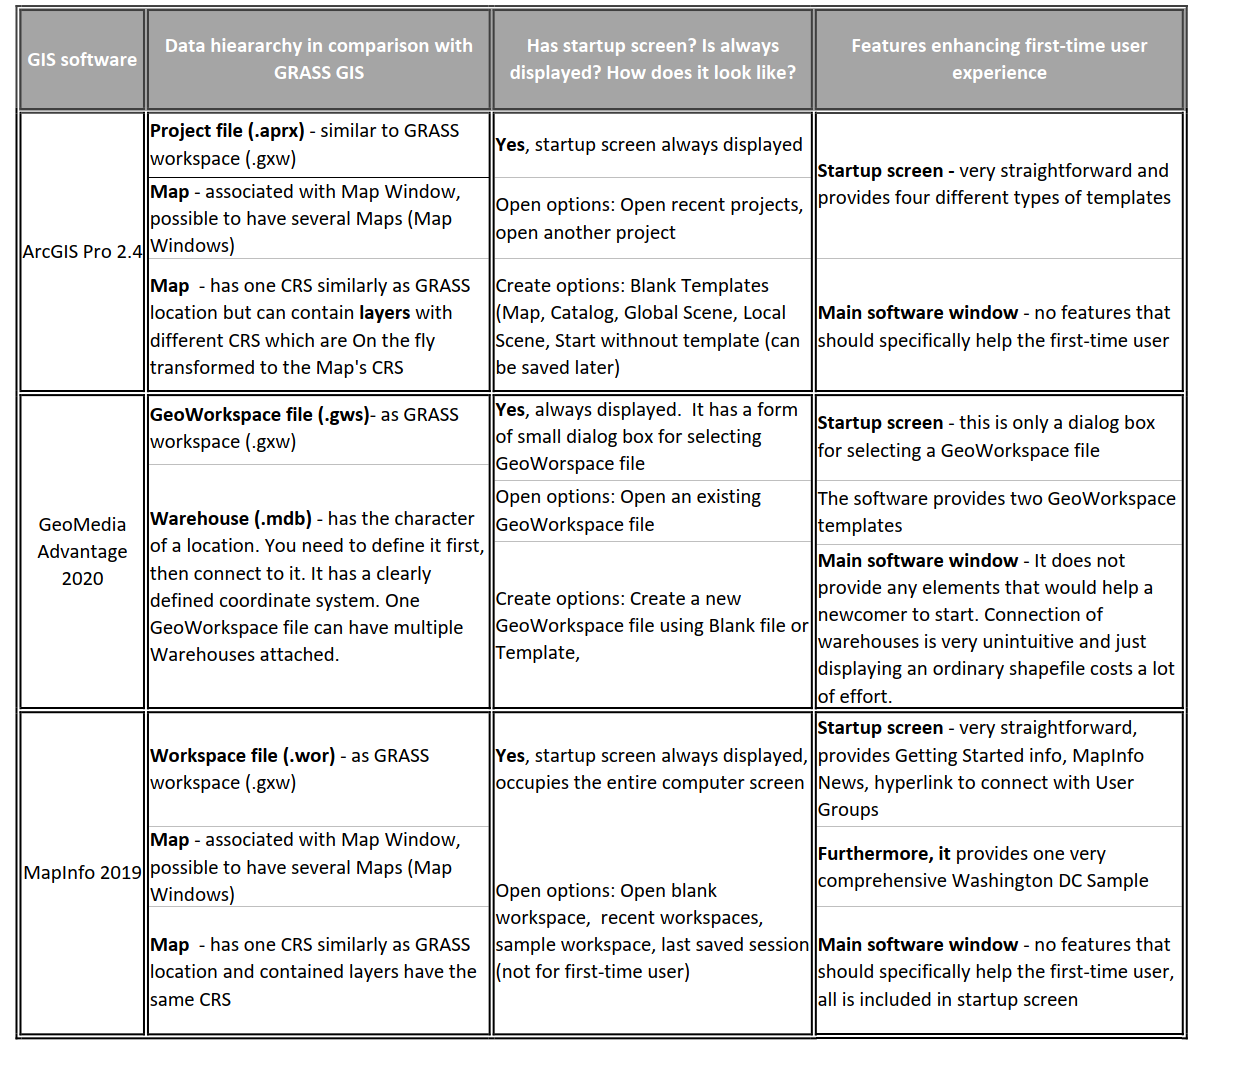 GIS software
Data hieararchy in comparison with
GRASS GIS
Has startup screen? Is always
displayed? How does it look like?
Features enhancing first-time user
experience
ArcGIS Pro 2.4
Project file (.aprx) - similar to GRASS
workspace (.gxw)
Map - associated with Map Window,
possible to have several Maps (Map
Windows)
Map  - has one CRS similarly as GRASS
location but can contain layers with
different CRS which are On the fly
transformed to the Map's CRS
Yes, startup screen always displayed
Open options: Open recent projects,
open another project
Create options: Blank Templates
(Map, Catalog, Global Scene, Local
Scene, Start withnout template (can
be saved later)
Startup screen - very straightforward and
provides four different types of templates
Main software window - no features that
should specifically help the first-time user
GeoMedia
Advantage
2020
GeoWorkspace file (.gws)- as GRASS
workspace (.gxw)
Warehouse (.mdb) - has the character
of a location. You need to define it first,
then connect to it. It has a clearly
defined coordinate system. One
GeoWorkspace file can have multiple
Warehouses attached.
Yes, always displayed.  It has a form
of small dialog box for selecting
GeoWorspace file
Open options: Open an existing
GeoWorkspace file
Create options: Create a new
GeoWorkspace file using Blank file or
Template,
Startup screen - this is only a dialog box
for selecting a GeoWorkspace file
The software provides two GeoWorkspace
templates
Main software window - It does not
provide any elements that would help a
newcomer to start. Connection of
warehouses is very unintuitive and just
displaying an ordinary shapefile costs a lot
of effort.
MapInfo 2019
Workspace file (.wor) - as GRASS
workspace (.gxw)
Map - associated with Map Window,
possible to have several Maps (Map
Windows)
Map  - has one CRS similarly as GRASS
location and contained layers have the
same CRS
Yes, startup screen always displayed,
occupies the entire computer screen
Open options: Open blank
workspace,  recent workspaces,
sample workspace, last saved session
(not for first-time user)
Startup screen - very straightforward,
provides Getting Started info, MapInfo
News, hyperlink to connect with User
Groups
Furthermore, it provides one very
comprehensive Washington DC Sample
Main software window - no features that
should specifically help the first-time user,
all is included in startup screen